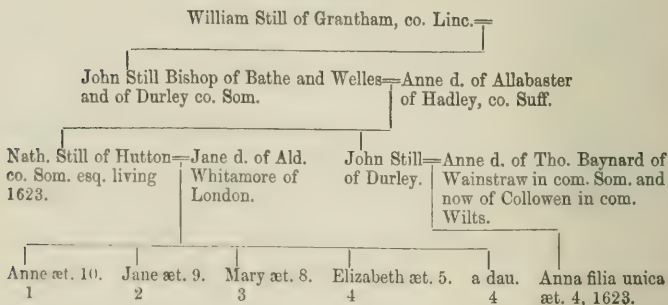 William Still of Grantham, co. Linc.=
John Still Bishop of Bathe and Welles=Anne d. of Allabaster
and of Durley co. Som. of Hadley, co. Suff.
Nath. Still of Hutton=Jane d. of Ald. John Still=Anne d. of Tho. Baynard of
co. Som. esq. living Whitamore of of Durley. Wainstraw in com. Som. and
1623. London. now of Collowen in com.
Wilts.
Anne æt. 10. Jane æt. 9. Mary æt. 8. Elizabeth æt. 5. a dau. Anna filia unica
1 2 3 4 4 æt. 4, 1623.